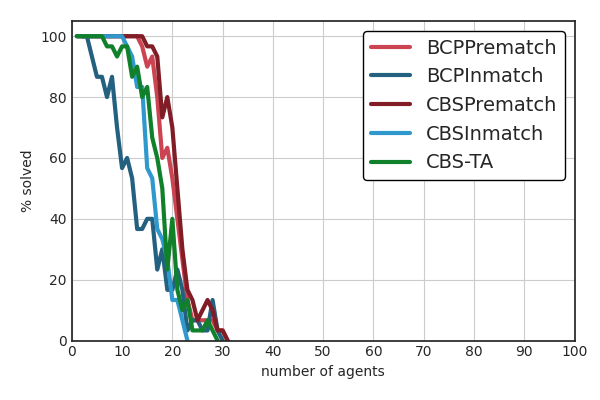 100
80
60
40
20
0
% solved
BCPPrematch
BCPInmatch
CBSPrematch
CBSInmatch
CBS-TA
0 10 20 30 40 50 60 70 80 90 100
number of agents